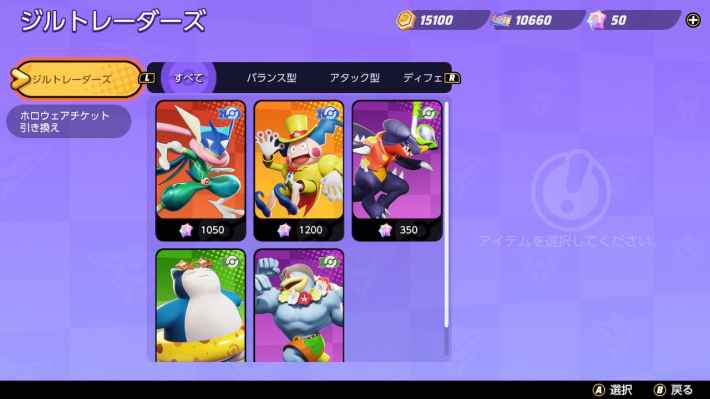 ジルトレーダーズ
15100
10660
50
ジルトレーダーズ
ホロウェアチケット
引き換え
L
すべて
バランス型
アタック型
ディフェ
R
1050
1200
350
アイテムを選択してください。
A 選択
B 戻る